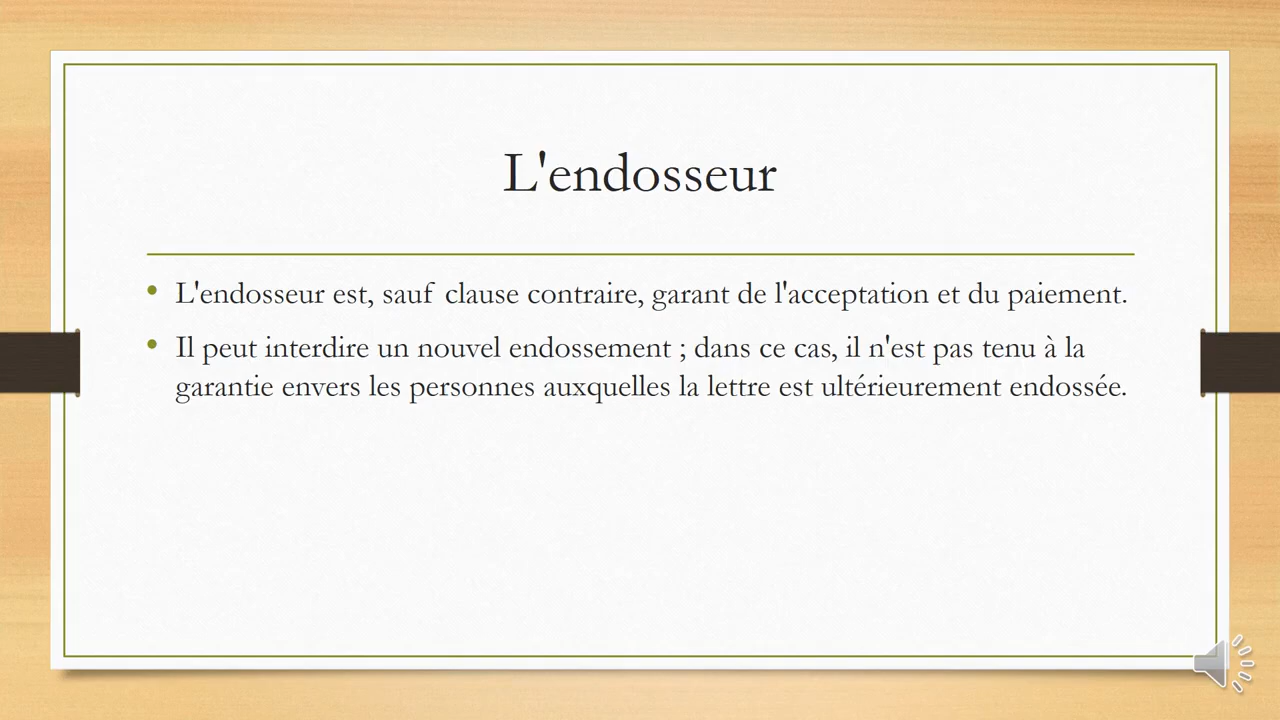 L'endosseur
• L'endosseur est, sauf clause contraire, garant de l'acceptation et du paiement.
• Il peut interdire un nouvel endossement ; dans ce cas, il n'est pas tenu à la
garantie envers les personnes auxquelles la lettre est ultérieurement endossée.